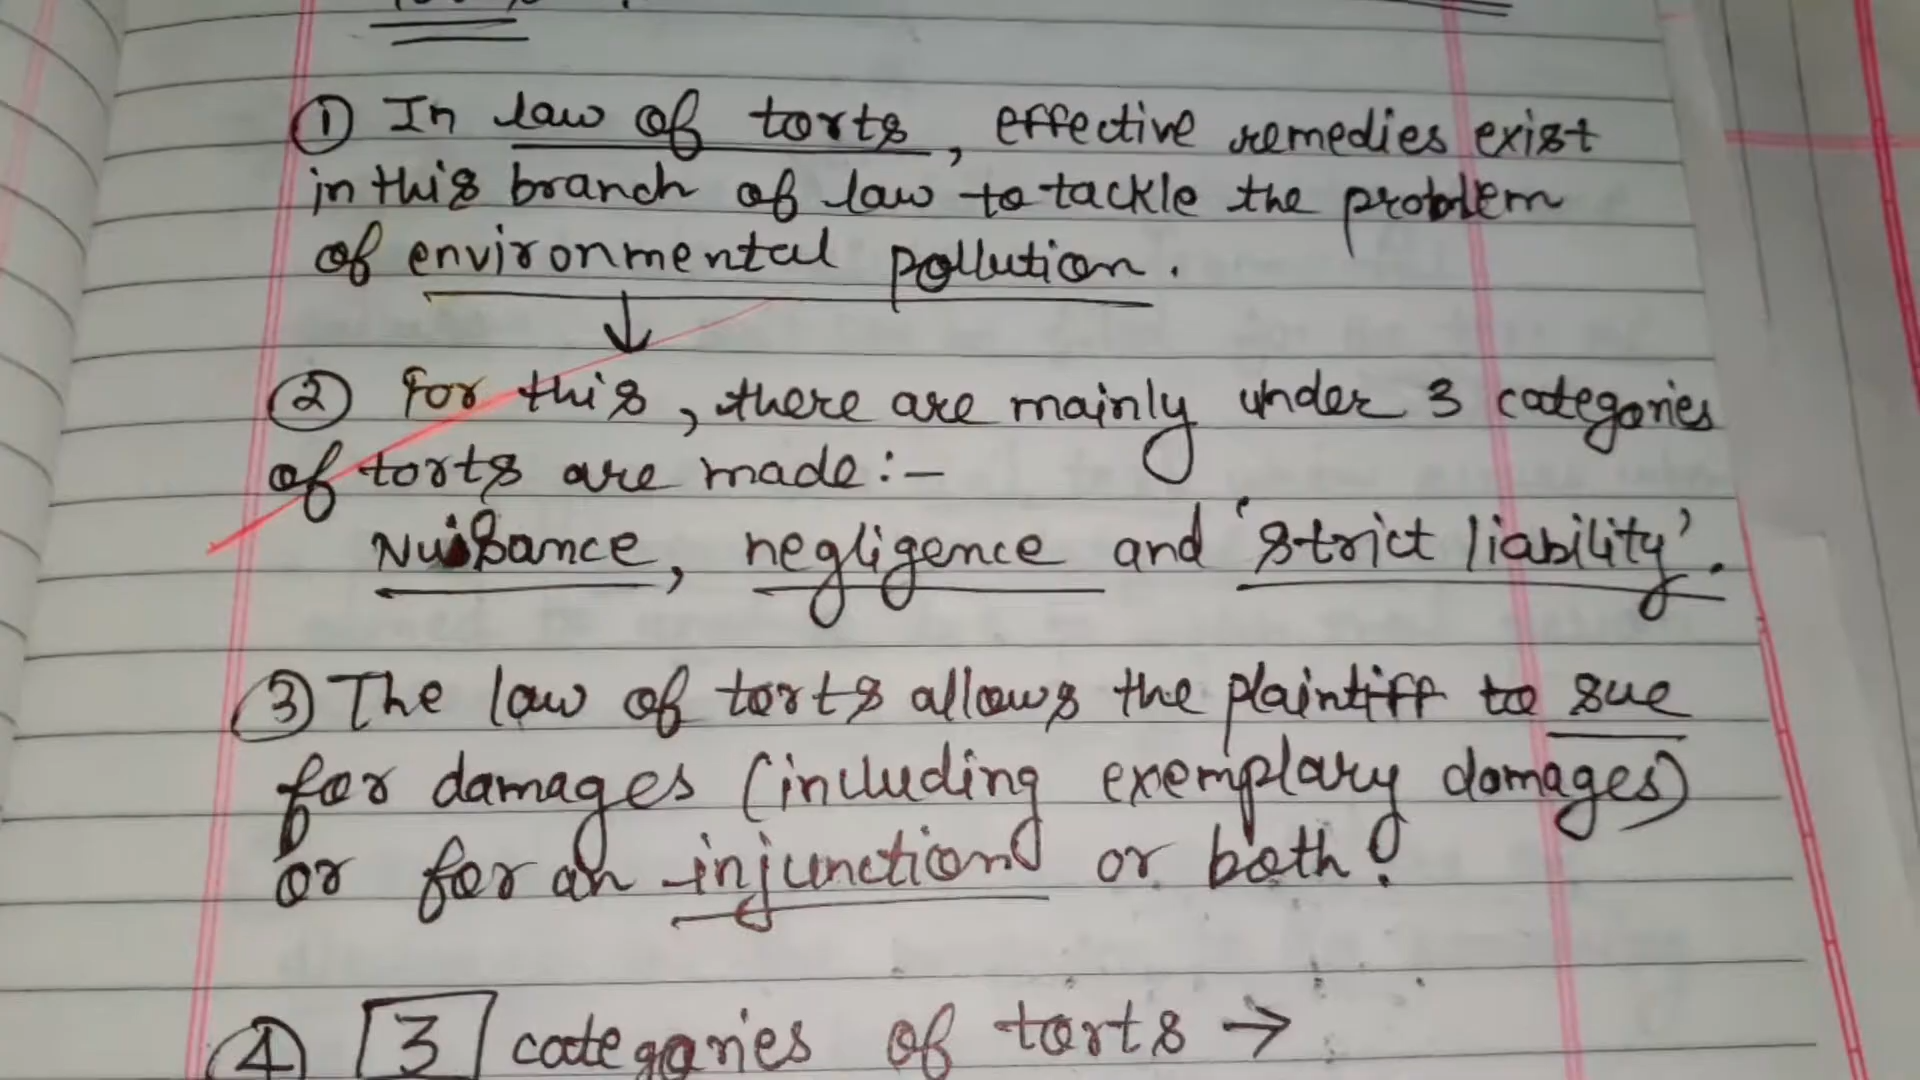 ① In law of torts, effective remedies exist
in this branch of law to tackle the problem
of environmental pollution.
↓
② For this, there are mainly under 3 categories
of torts are made:-
Nuisance, negligence and 'strict liability'.
③ The law of torts allows the plaintiff to sue
for damages (including exemplary damages)
or for an injunction or both.
④ 3 categories of torts →